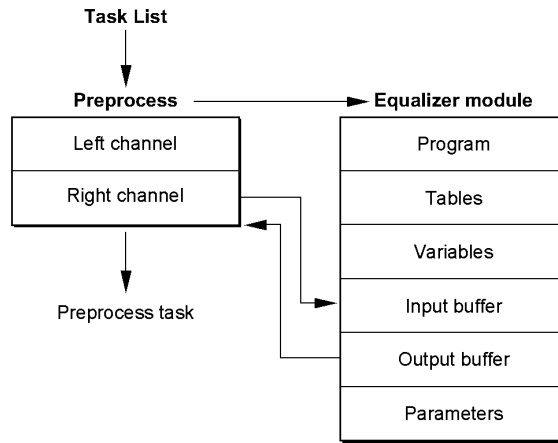 Task List
Preprocess
Equalizer module
Left channel
Right channel
Preprocess task
Program
Tables
Variables
Input buffer
Output buffer
Parameters